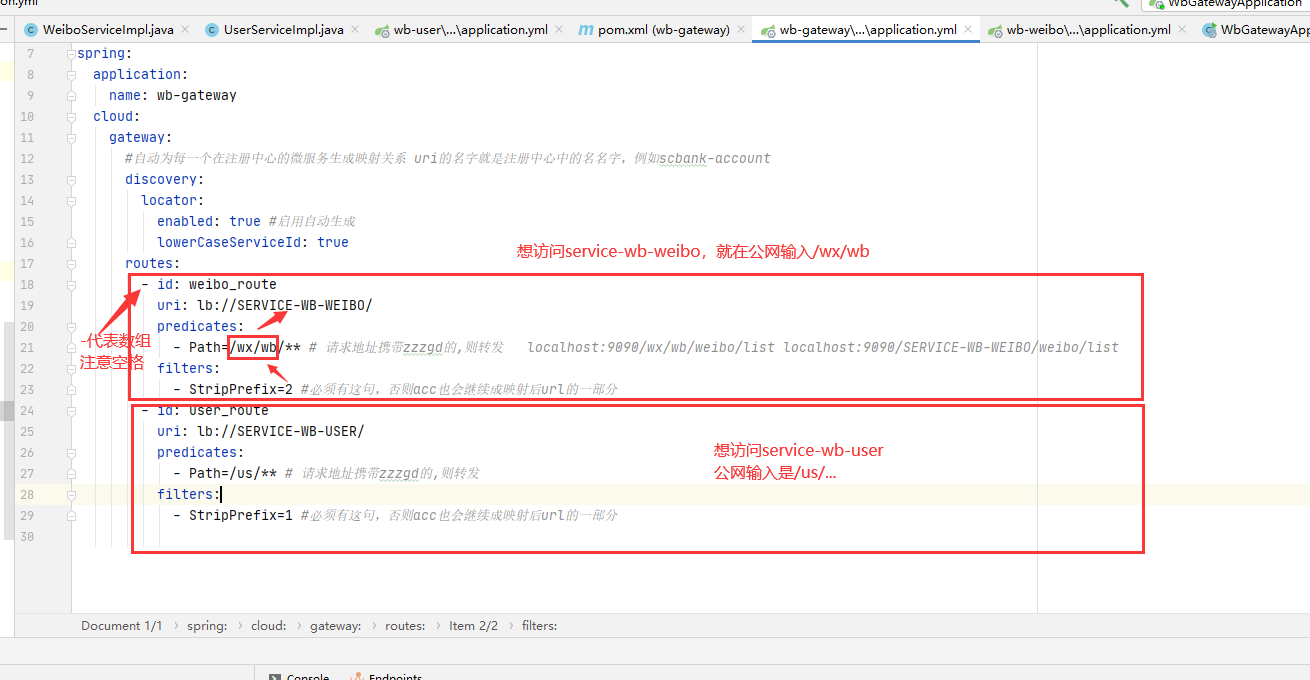 on.yml
WbGatewayApplication
WeiboServiceImpl.java
UserServiceImpl.java
wb-user\...\application.yml
pom.xml (wb-gateway)
wb-gateway\...\application.yml
wb-weibo\...\application.yml
WbGatewayApp
7 spring:
8 application:
9 name: wb-gateway
10 cloud:
11 gateway:
12 #自动为每一个在注册中心的微服务生成映射关系 uri的名字就是注册中心中的名名字，例如scbank-account
13 discovery:
14 locator:
15 enabled: true #启用自动生成
16 lowerCaseServiceId: true
想访问service-wb-weibo，就在公网输入/wx/wb
17 routes:
18 - id: weibo_route
19 uri: lb://SERVICE-WB-WEIBO/
20 predicates:
-代表数组
注意空格
21 - Path=/wx/wb/** # 请求地址携带zzzgd的,则转发 localhost:9090/wx/wb/weibo/list localhost:9090/SERVICE-WB-WEIBO/weibo/list
22 filters:
23 - StripPrefix=2 #必须有这句，否则acc也会继续成映射后url的一部分
24 - id: User_route
25 uri: lb://SERVICE-WB-USER/
26 predicates:
想访问service-wb-user
公网输入是/us/...
27 - Path=/us/** # 请求地址携带zzzgd的,则转发
28 filters:
29 - StripPrefix=1 #必须有这句，否则acc也会继续成映射后url的一部分
30
Document 1/1 › spring: › cloud: › gateway: › routes: › Item 2/2 › filters:
Console
Endpoints